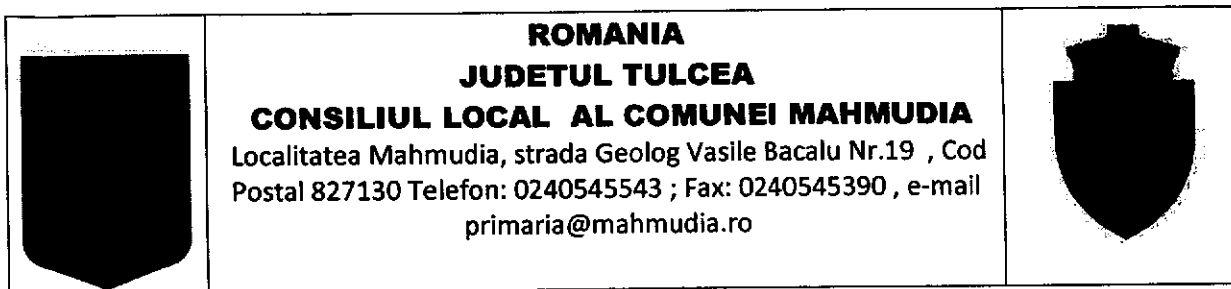 ROMANIA
JUDETUL TULCEA
CONSILIUL LOCAL AL COMUNEI MAHMUDIA
Localitatea Mahmudia, strada Geolog Vasile Bacalu Nr.19 , Cod
Postal 827130 Telefon: 0240545543 ; Fax: 0240545390 , e-mail
primaria@mahmudia.ro